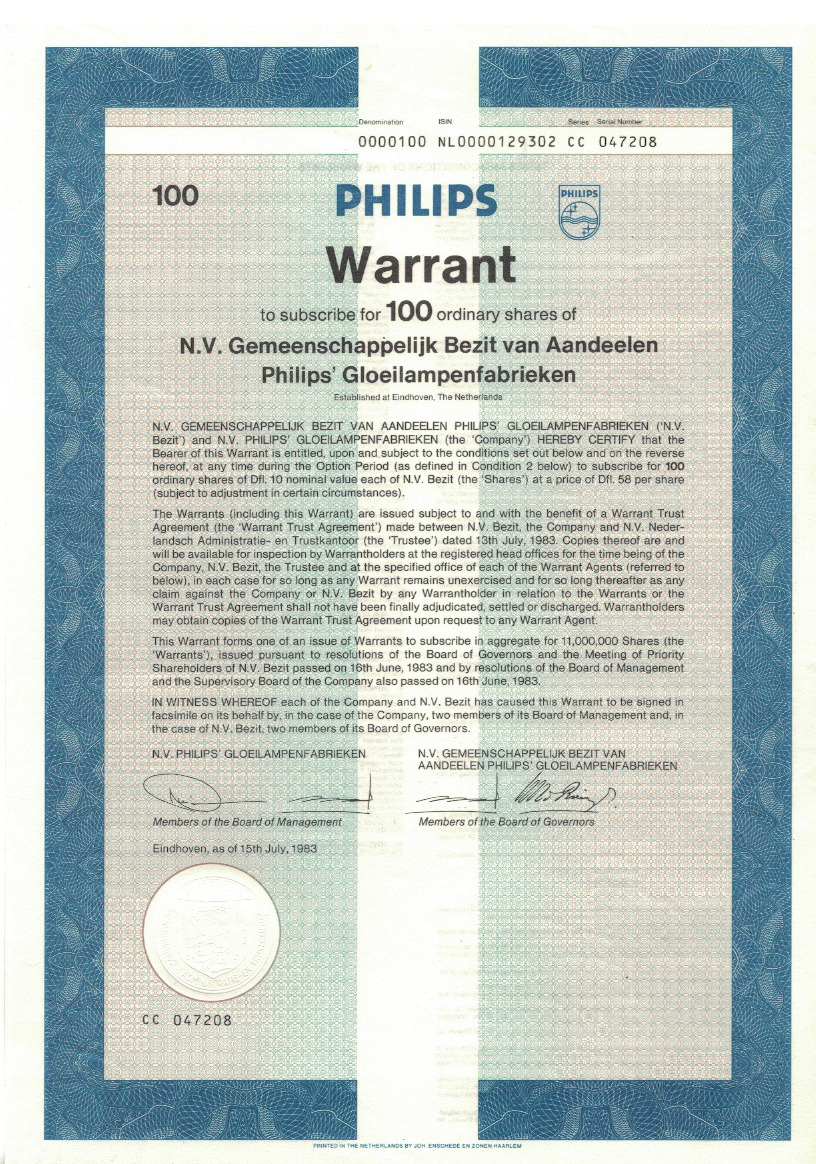 Denomination ISIN Series Serial Number
0000100 NL0000129302 CC 047208
100 PHILIPS PHILIPS
Warrant
to subscribe for 100 ordinary shares of
N.V. Gemeenschappelijk Bezit van Aandeelen
Philips' Gloeilampenfabrieken
Established at Eindhoven, The Netherlands
N.V. GEMEENSCHAPPELIJK BEZIT VAN AANDEELEN PHILIPS' GLOEILAMPENFABRIEKEN ('N.V.
Bezit') and N.V. PHILIPS' GLOEILAMPENFABRIEKEN (the 'Company') HEREBY CERTIFY that the
Bearer of this Warrant is entitled, upon and subject to the conditions set out below and on the reverse
hereof, at any time during the Option Period (as defined in Condition 2 below) to subscribe for 100
ordinary shares of Dfl. 10 nominal value each of N.V. Bezit (the 'Shares') at a price of Dfl. 58 per share
(subject to adjustment in certain circumstances).
The Warrants (including this Warrant) are issued subject to and with the benefit of a Warrant Trust
Agreement (the 'Warrant Trust Agreement') made between N.V. Bezit, the Company and N.V. Neder-
landsch Administratie- en Trustkantoor (the 'Trustee') dated 13th July, 1983. Copies thereof are and
will be available for inspection by Warrantholders at the registered head offices for the time being of the
Company, N.V. Bezit, the Trustee and at the specified office of each of the Warrant Agents (referred to
below), in each case for so long as any Warrant remains unexercised and for so long thereafter as any
claim against the Company or N.V. Bezit by any Warrantholder in relation to the Warrants or the
Warrant Trust Agreement shall not have been finally adjudicated, settled or discharged. Warrantholders
may obtain copies of the Warrant Trust Agreement upon request to any Warrant Agent.
This Warrant forms one of an issue of Warrants to subscribe in aggregate for 11,000,000 Shares (the
'Warrants'), issued pursuant to resolutions of the Board of Governors and the Meeting of Priority
Shareholders of N.V. Bezit passed on 16th June, 1983 and by resolutions of the Board of Management
and the Supervisory Board of the Company also passed on 16th June, 1983.
IN WITNESS WHEREOF each of the Company and N.V. Bezit has caused this Warrant to be signed in
facsimile on its behalf by, in the case of the Company, two members of its Board of Management and, in
the case of N.V. Bezit, two members of its Board of Governors.
N.V. PHILIPS' GLOEILAMPENFABRIEKEN
Members of the Board of Management
N.V. GEMEENSCHAPPELIJK BEZIT VAN
AANDEELEN PHILIPS' GLOEILAMPENFABRIEKEN
Members of the Board of Governors
Eindhoven, as of 15th July, 1983
CC 047208
PRINTED IN THE NETHERLANDS BY JOH. ENSCHEDE EN ZONEN HAARLEM